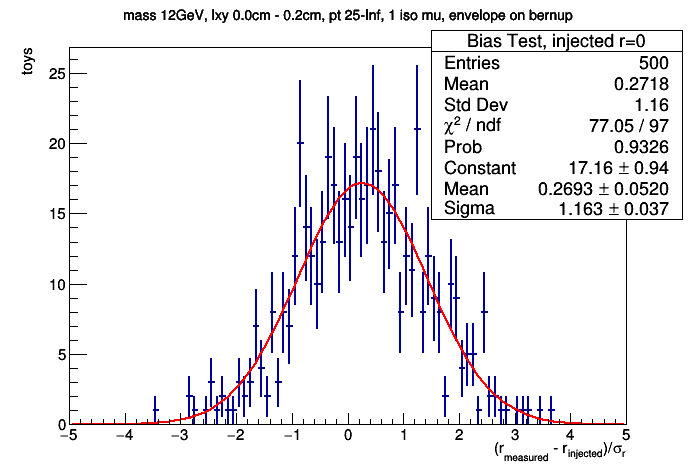 mass 12GeV, lxy 0.0cm - 0.2cm, pt 25-Inf, 1 iso mu, envelope on bernup
Bias Test, injected r=0
Entries 500
Mean 0.2718
Std Dev 1.16
χ² / ndf 77.05 / 97
Prob 0.9326
Constant 17.16 ± 0.94
Mean 0.2693 ± 0.0520
Sigma 1.163 ± 0.037
toys
25
20
15
10
5
0
−5 −4 −3 −2 −1 0 1 2 3 4 5
(r_measured - r_injected)/σ_r